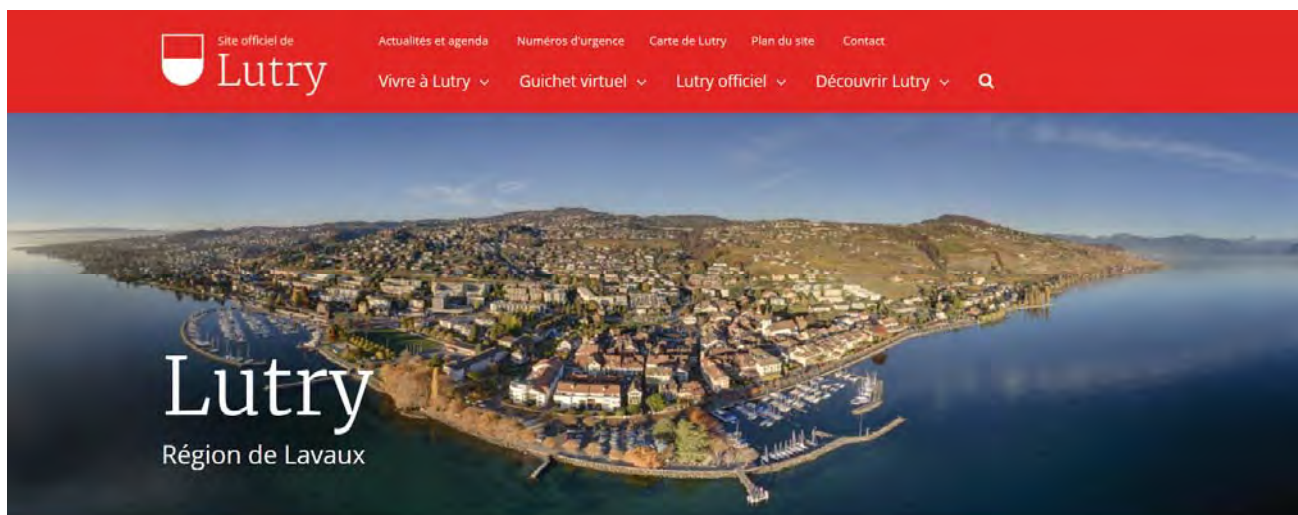 Site officiel de
Lutry
Actualités et agenda Numéros d'urgence Carte de Lutry Plan du site Contact
Vivre à Lutry Guichet virtuel Lutry officiel Découvrir Lutry
Lutry
Région de Lavaux